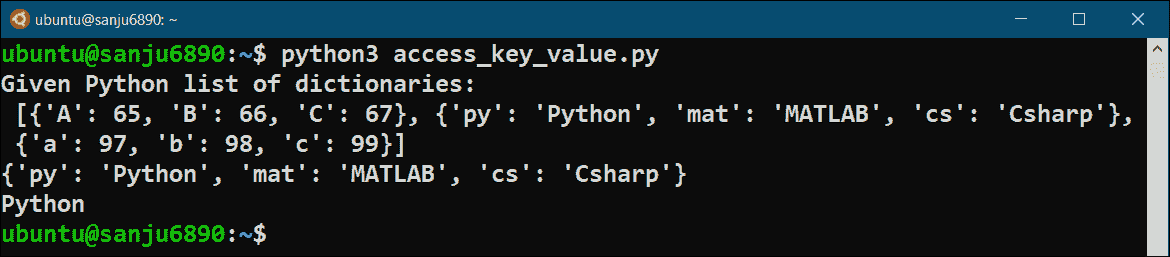 ubuntu@sanju6890: ~
ubuntu@sanju6890:~$ python3 access_key_value.py
Given Python list of dictionaries:
 [{'A': 65, 'B': 66, 'C': 67}, {'py': 'Python', 'mat': 'MATLAB', 'cs': 'Csharp'},
 {'a': 97, 'b': 98, 'c': 99}]
{'py': 'Python', 'mat': 'MATLAB', 'cs': 'Csharp'}
Python
ubuntu@sanju6890:~$